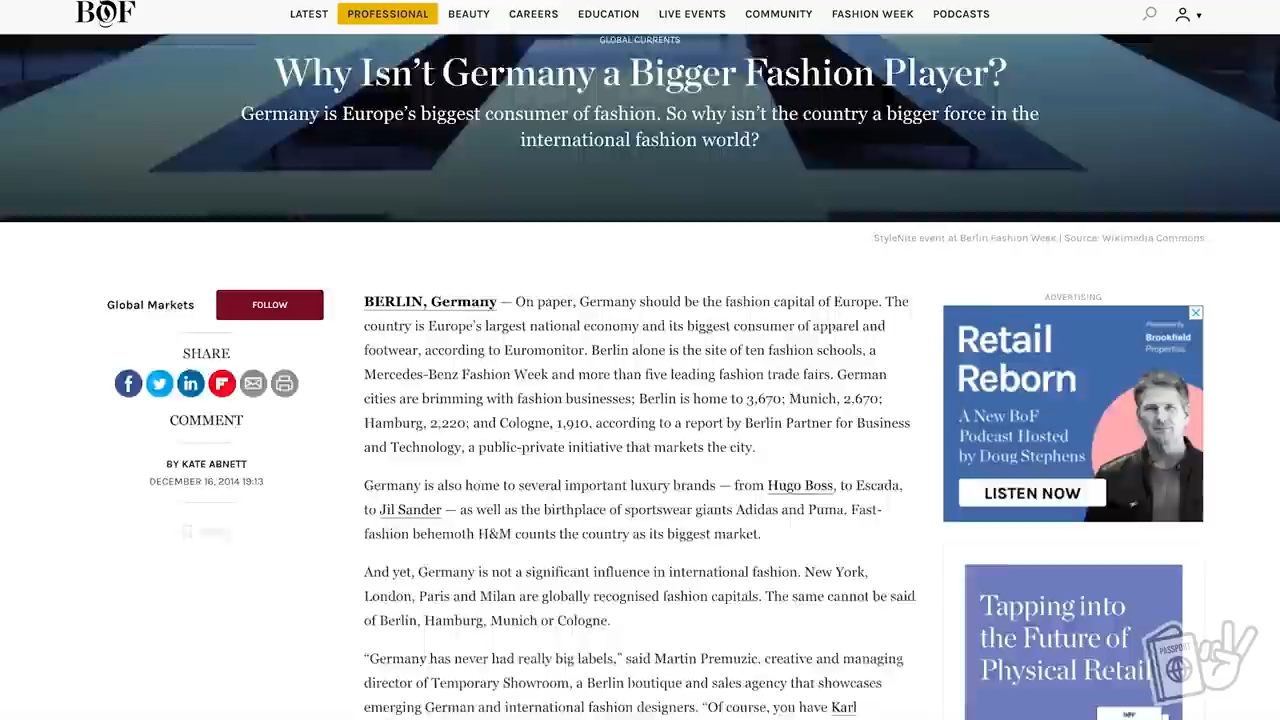 BOF
LATEST PROFESSIONAL BEAUTY CAREERS EDUCATION LIVE EVENTS COMMUNITY FASHION WEEK PODCASTS
GLOBAL CURRENTS
Why Isn't Germany a Bigger Fashion Player?
Germany is Europe's biggest consumer of fashion. So why isn't the country a bigger force in the
international fashion world?
StyleNite event at Berlin Fashion Week | Source: Wikimedia Commons
Global Markets
FOLLOW
SHARE
COMMENT
BY KATE ABNETT
DECEMBER 16, 2014 19:13
BERLIN, Germany — On paper, Germany should be the fashion capital of Europe. The
country is Europe's largest national economy and its biggest consumer of apparel and
footwear, according to Euromonitor. Berlin alone is the site of ten fashion schools, a
Mercedes-Benz Fashion Week and more than five leading fashion trade fairs. German
cities are brimming with fashion businesses; Berlin is home to 3,670; Munich, 2,670;
Hamburg, 2,220; and Cologne, 1,910, according to a report by Berlin Partner for Business
and Technology, a public-private initiative that markets the city.
Germany is also home to several important luxury brands — from Hugo Boss, to Escada,
to Jil Sander — as well as the birthplace of sportswear giants Adidas and Puma. Fast-
fashion behemoth H&M counts the country as its biggest market.
And yet, Germany is not a significant influence in international fashion. New York,
London, Paris and Milan are globally recognised fashion capitals. The same cannot be said
of Berlin, Hamburg, Munich or Cologne.
“Germany has never had really big labels,” said Martin Premuzic, creative and managing
director of Temporary Showroom, a Berlin boutique and sales agency that showcases
emerging German and international fashion designers. “Of course, you have Karl
ADVERTISING
Retail
Reborn
Presented by
Brookfield
Properties
A New BoF
Podcast Hosted
by Doug Stephens
LISTEN NOW
Tapping into
the Future of
Physical Retail
BoF
PASSPORT